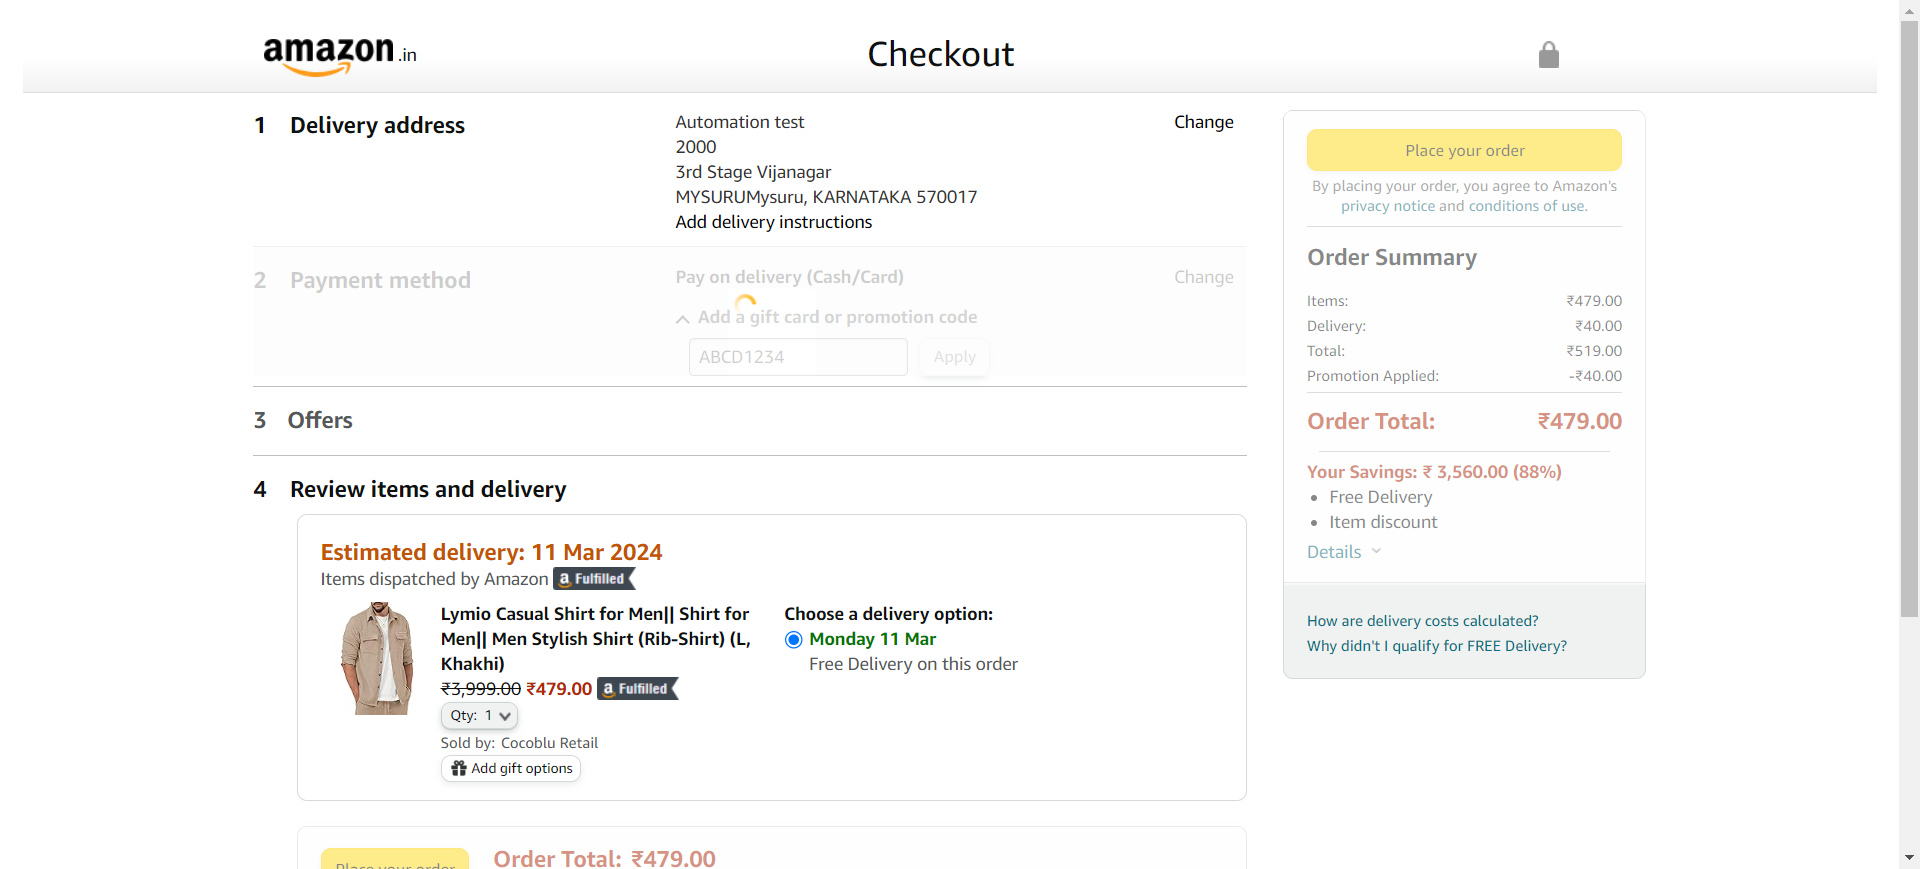 amazon.in
Checkout
1 Delivery address
Automation test
2000
3rd Stage Vijanagar
MYSURUMysuru, KARNATAKA 570017
Add delivery instructions
Change
2 Payment method
Pay on delivery (Cash/Card)
Change
Add a gift card or promotion code
ABCD1234
Apply
3 Offers
4 Review items and delivery
Estimated delivery: 11 Mar 2024
Items dispatched by Amazon a Fulfilled
Lymio Casual Shirt for Men|| Shirt for
Men|| Men Stylish Shirt (Rib-Shirt) (L,
Khakhi)
₹3,999.00 ₹479.00 a Fulfilled
Qty: 1
Sold by: Cocoblu Retail
Add gift options
Choose a delivery option:
Monday 11 Mar
Free Delivery on this order
Place your order
Order Total: ₹479.00
Place your order
By placing your order, you agree to Amazon's
privacy notice and conditions of use.
Order Summary
Items: ₹479.00
Delivery: ₹40.00
Total: ₹519.00
Promotion Applied: -₹40.00
Order Total: ₹479.00
Your Savings: ₹ 3,560.00 (88%)
Free Delivery
Item discount
Details
How are delivery costs calculated?
Why didn't I qualify for FREE Delivery?